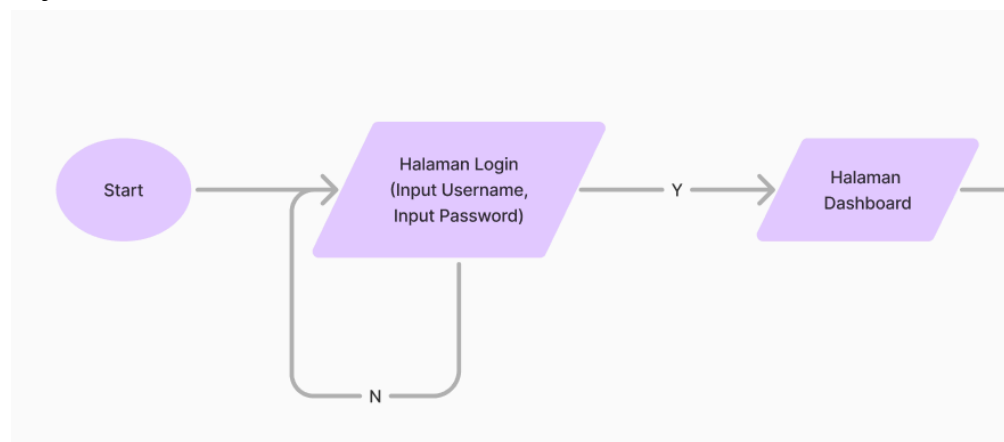 Start
Halaman Login
(Input Username,
Input Password)
Y
Halaman
Dashboard
N